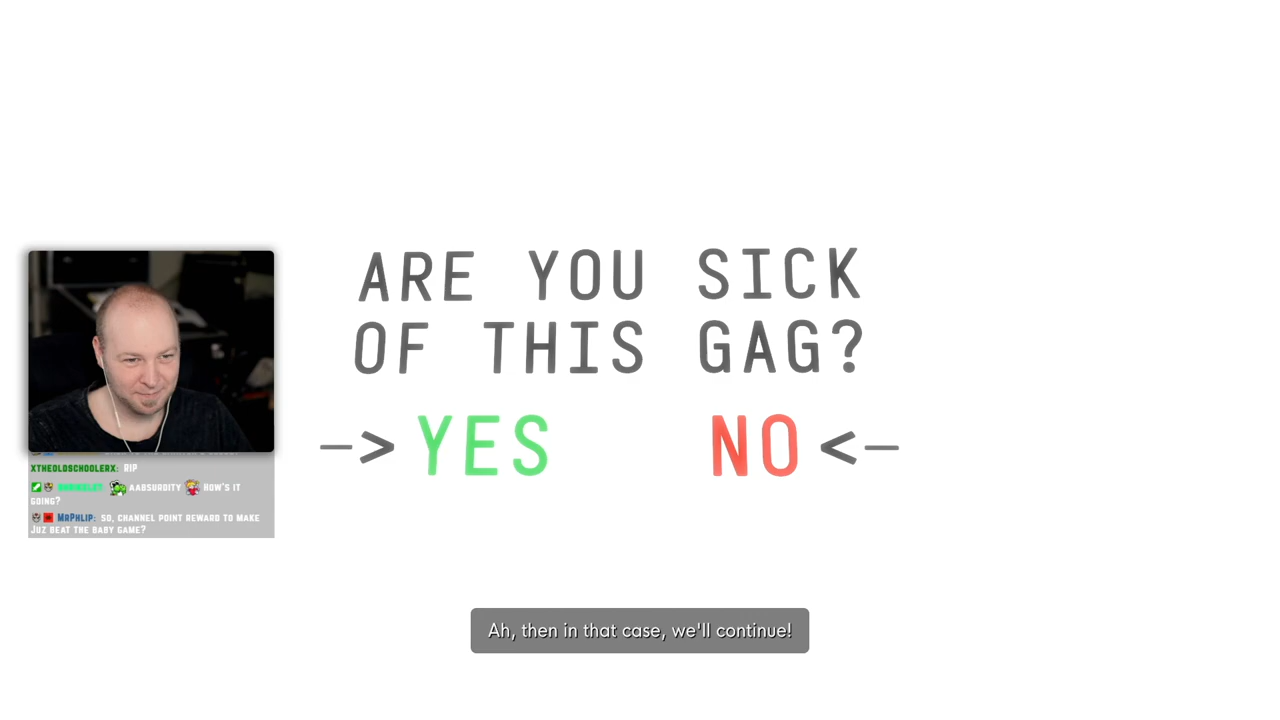 ARE YOU SICK
OF THIS GAG?
-> YES NO <-
XTHEOLDSCHOOLERX: RIP
AABSURDITY HOW'S IT
GOING?
MRPHLIP: SO, CHANNEL POINT REWARD TO MAKE
JUZ BEAT THE BABY GAME?
Ah, then in that case, we'll continue!